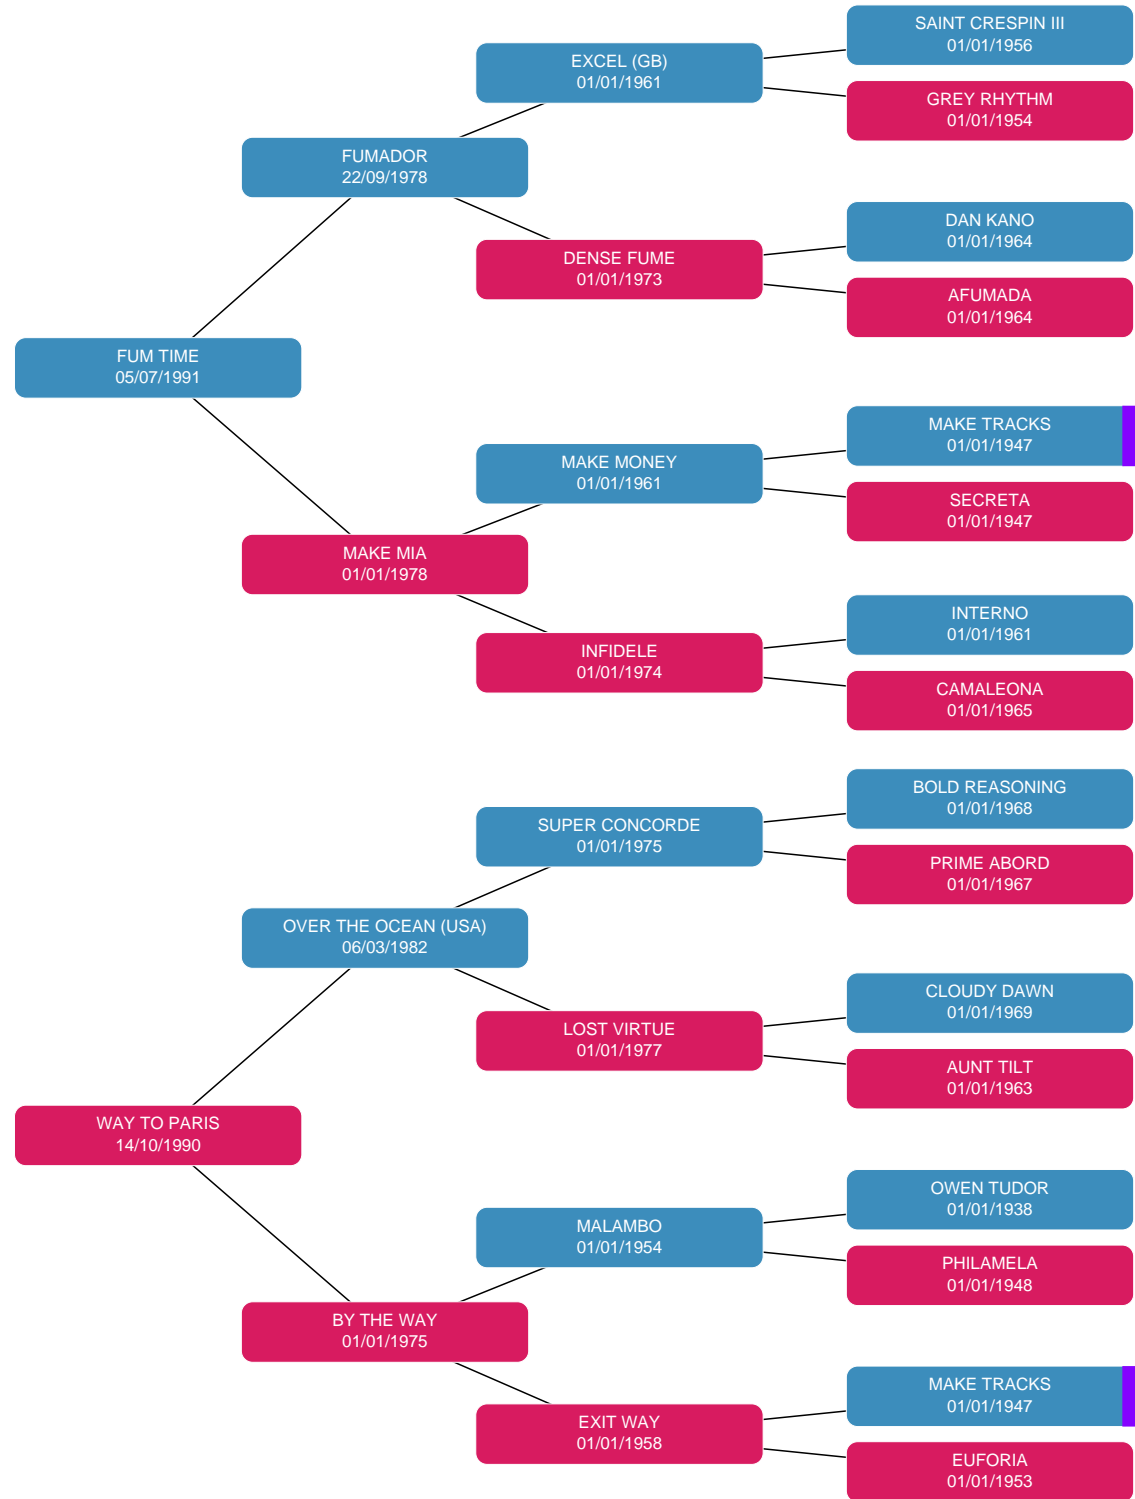 SAINT CRESPIN III
01/01/1956
EXCEL (GB)
01/01/1961
GREY RHYTHM
01/01/1954
FUMADOR
22/09/1978
DAN KANO
01/01/1964
DENSE FUME
01/01/1973
AFUMADA
01/01/1964
FUM TIME
05/07/1991
MAKE TRACKS
01/01/1947
MAKE MONEY
01/01/1961
SECRETA
01/01/1947
MAKE MIA
01/01/1978
INTERNO
01/01/1961
INFIDELE
01/01/1974
CAMALEONA
01/01/1965
BOLD REASONING
01/01/1968
SUPER CONCORDE
01/01/1975
PRIME ABORD
01/01/1967
OVER THE OCEAN (USA)
06/03/1982
CLOUDY DAWN
01/01/1969
LOST VIRTUE
01/01/1977
AUNT TILT
01/01/1963
WAY TO PARIS
14/10/1990
OWEN TUDOR
01/01/1938
MALAMBO
01/01/1954
PHILAMELA
01/01/1948
BY THE WAY
01/01/1975
MAKE TRACKS
01/01/1947
EXIT WAY
01/01/1958
EUFORIA
01/01/1953